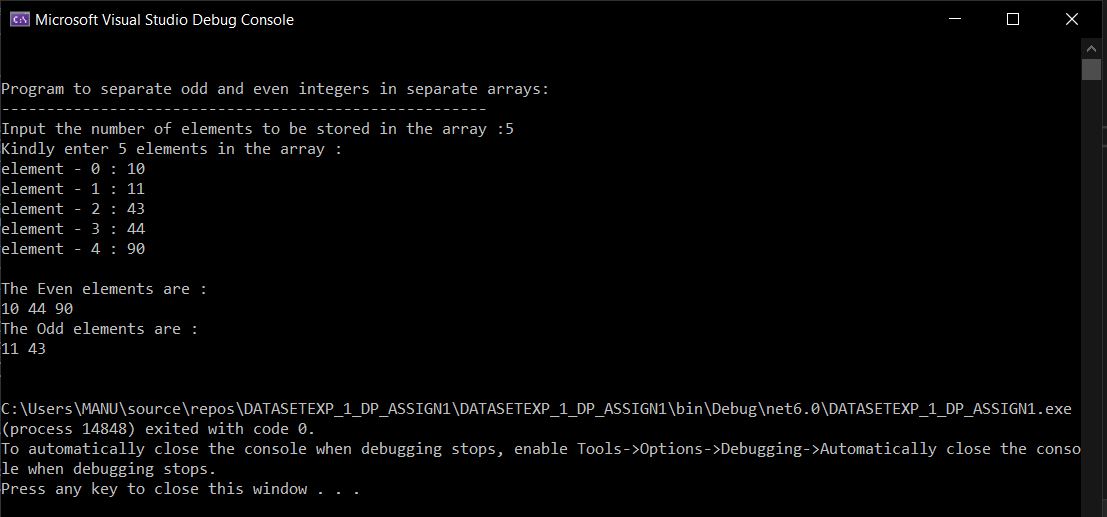 Microsoft Visual Studio Debug Console
Program to separate odd and even integers in separate arrays:
------------------------------------------------------
Input the number of elements to be stored in the array :5
Kindly enter 5 elements in the array :
element - 0 : 10
element - 1 : 11
element - 2 : 43
element - 3 : 44
element - 4 : 90
The Even elements are :
10 44 90
The Odd elements are :
11 43
C:\Users\MANU\source\repos\DATASETEXP_1_DP_ASSIGN1\DATASETEXP_1_DP_ASSIGN1\bin\Debug\net6.0\DATASETEXP_1_DP_ASSIGN1.exe
(process 14848) exited with code 0.
To automatically close the console when debugging stops, enable Tools->Options->Debugging->Automatically close the conso
le when debugging stops.
Press any key to close this window . . .